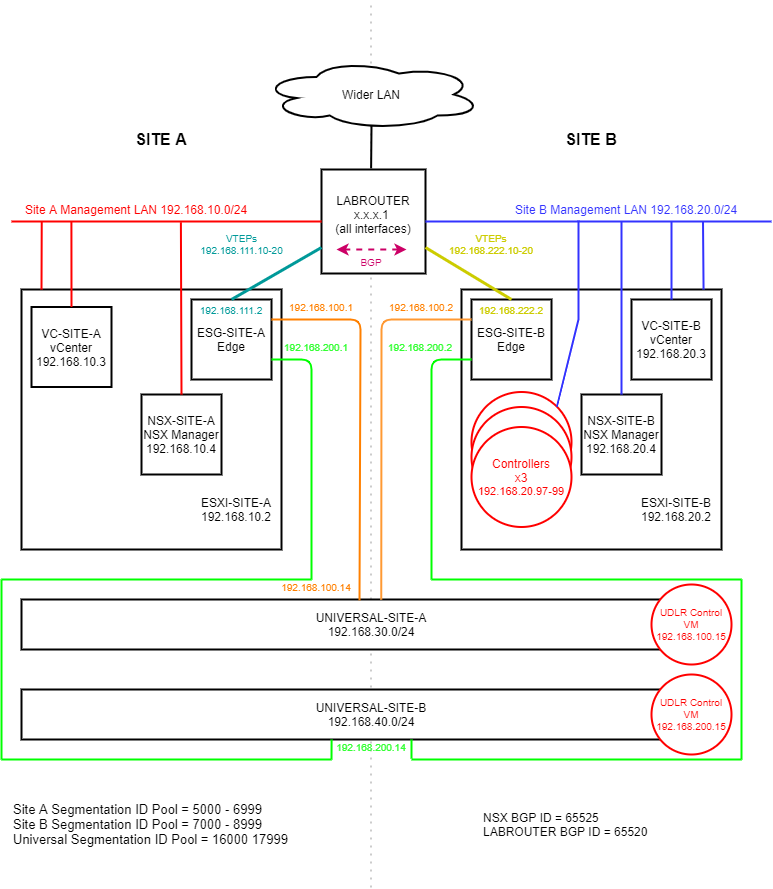 Wider LAN
SITE A
SITE B
LABROUTER
x.x.x.1
(all interfaces)
BGP
Site A Management LAN 192.168.10.0/24
Site B Management LAN 192.168.20.0/24
VTEPs
192.168.111.10-20
VTEPs
192.168.222.10-20
192.168.111.2
ESG-SITE-A
Edge
192.168.100.1
192.168.200.1
192.168.100.2
192.168.200.2
192.168.222.2
ESG-SITE-B
Edge
VC-SITE-A
vCenter
192.168.10.3
VC-SITE-B
vCenter
192.168.20.3
NSX-SITE-A
NSX Manager
192.168.10.4
NSX-SITE-B
NSX Manager
192.168.20.4
Controllers
x3
192.168.20.97-99
ESXI-SITE-A
192.168.10.2
ESXI-SITE-B
192.168.20.2
192.168.100.14
UNIVERSAL-SITE-A
192.168.30.0/24
UDLR Control
VM
192.168.100.15
UNIVERSAL-SITE-B
192.168.40.0/24
UDLR Control
VM
192.168.200.15
192.168.200.14
Site A Segmentation ID Pool = 5000 - 6999
Site B Segmentation ID Pool = 7000 - 8999
Universal Segmentation ID Pool = 16000 17999
NSX BGP ID = 65525
LABROUTER BGP ID = 65520